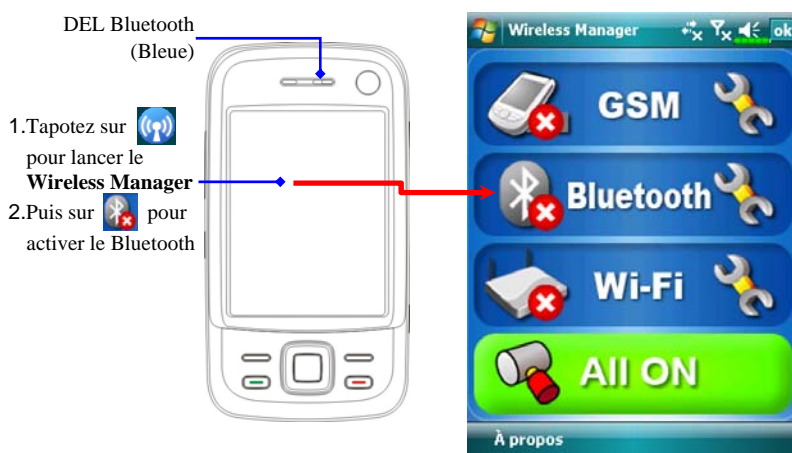 DEL Bluetooth
(Bleue)
1.Tapotez sur
pour lancer le
Wireless Manager
2.Puis sur pour
activer le Bluetooth
Wireless Manager ok
GSM
Bluetooth
Wi-Fi
All ON
À propos